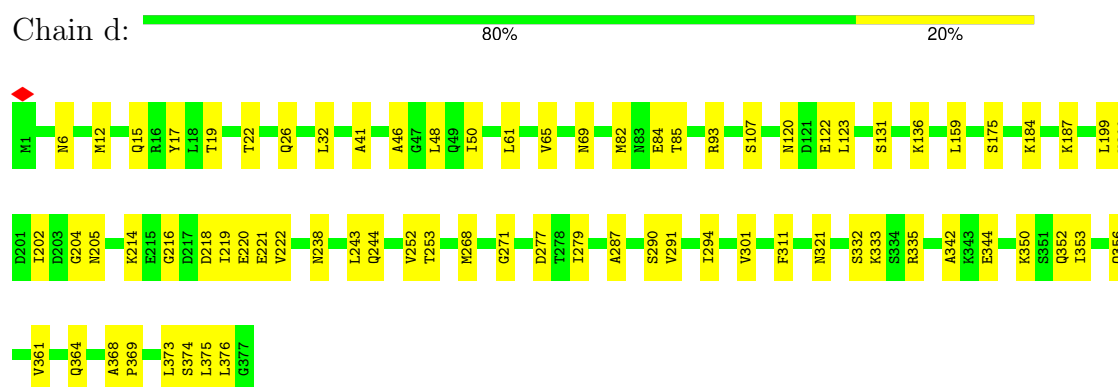 Chain d:
80% 20%
M1 N6 M12 Q15 R16 Y17 L18 T19 T22 Q26 L32 A41 A46 G47 L48 Q49 I50 L61 V65 N69 M82 N83 E84 T85 R93 S107 N120 D121 E122 L123 S131 K136 L159 S175 K184 K187 L199
D201 I202 D203 G204 N205 K214 E215 G216 D217 D218 I219 E220 E221 V222 N238 L243 Q244 V252 T253 M268 G271 D277 T278 I279 A287 S290 V291 I294 V301 F311 N321 S332 K333 S334 R335 A342 K343 E344 K350 S351 Q352 I353
V361 Q364 A368 P369 L373 S374 L375 L376 G377